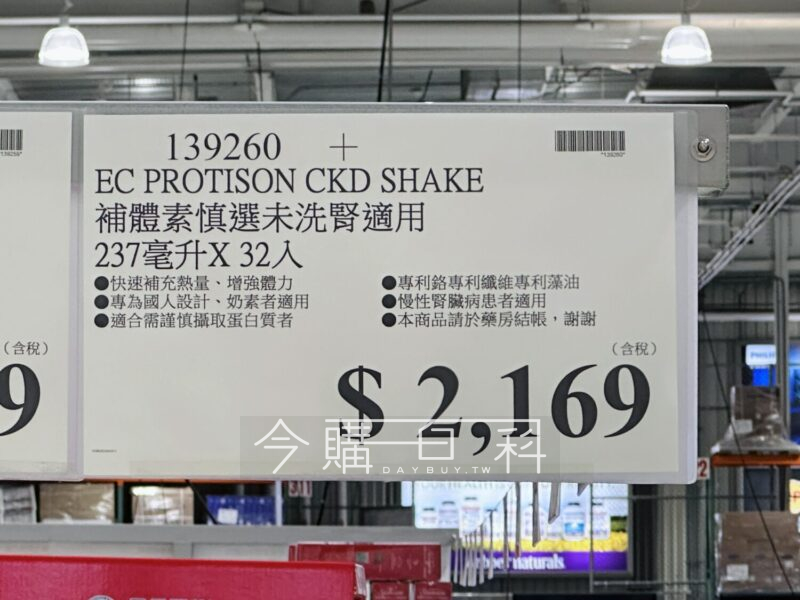 139260 +
*139260*
EC PROTISON CKD SHAKE
補體素慎選未洗腎適用
237毫升X 32入
●快速補充熱量、增強體力
●專為國人設計、奶素者適用
●適合需謹慎攝取蛋白質者
●專利鉻專利纖維專利藻油
●慢性腎臟病患者適用
●本商品請於藥房結帳，謝謝
(含稅)
$ 2,169
(含稅)
9
今購百科
DAYBUY.TW
PHILIPS
311